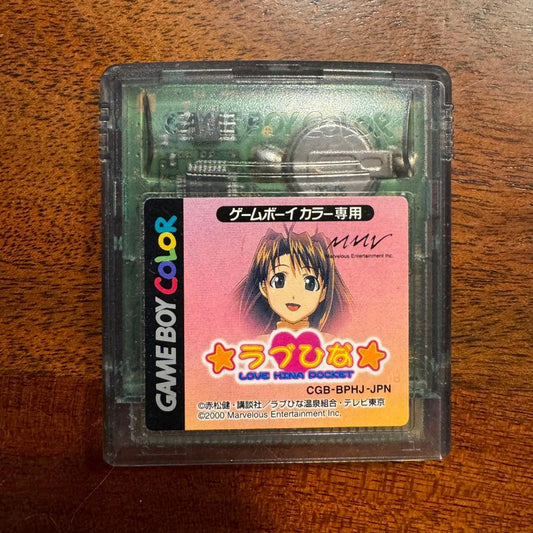 GAME BOY COLOR
ゲームボーイカラー専用
GAME BOY COLOR
MMV
Marvelous Entertainment Inc.
★ラブひな★
LOVE HINA POCKET
CGB-BPHJ-JPN
©赤松健・講談社/ラブひな温泉組合・テレビ東京
©2000 Marvelous Entertainment Inc.